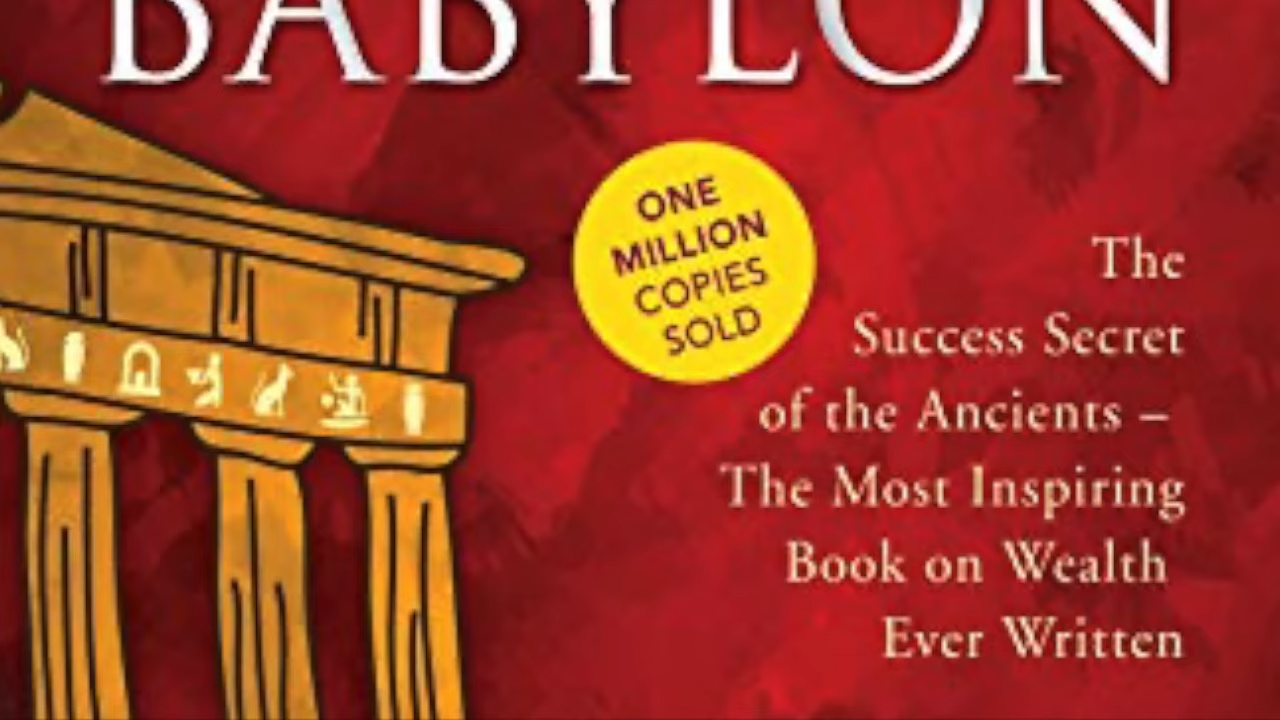 BABYLON
ONE
MILLION
COPIES
SOLD
The
Success Secret
of the Ancients –
The Most Inspiring
Book on Wealth
Ever Written